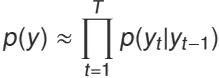 p(y) ≈ ∏_{t=1}^{T} p(y_t|y_{t−1})